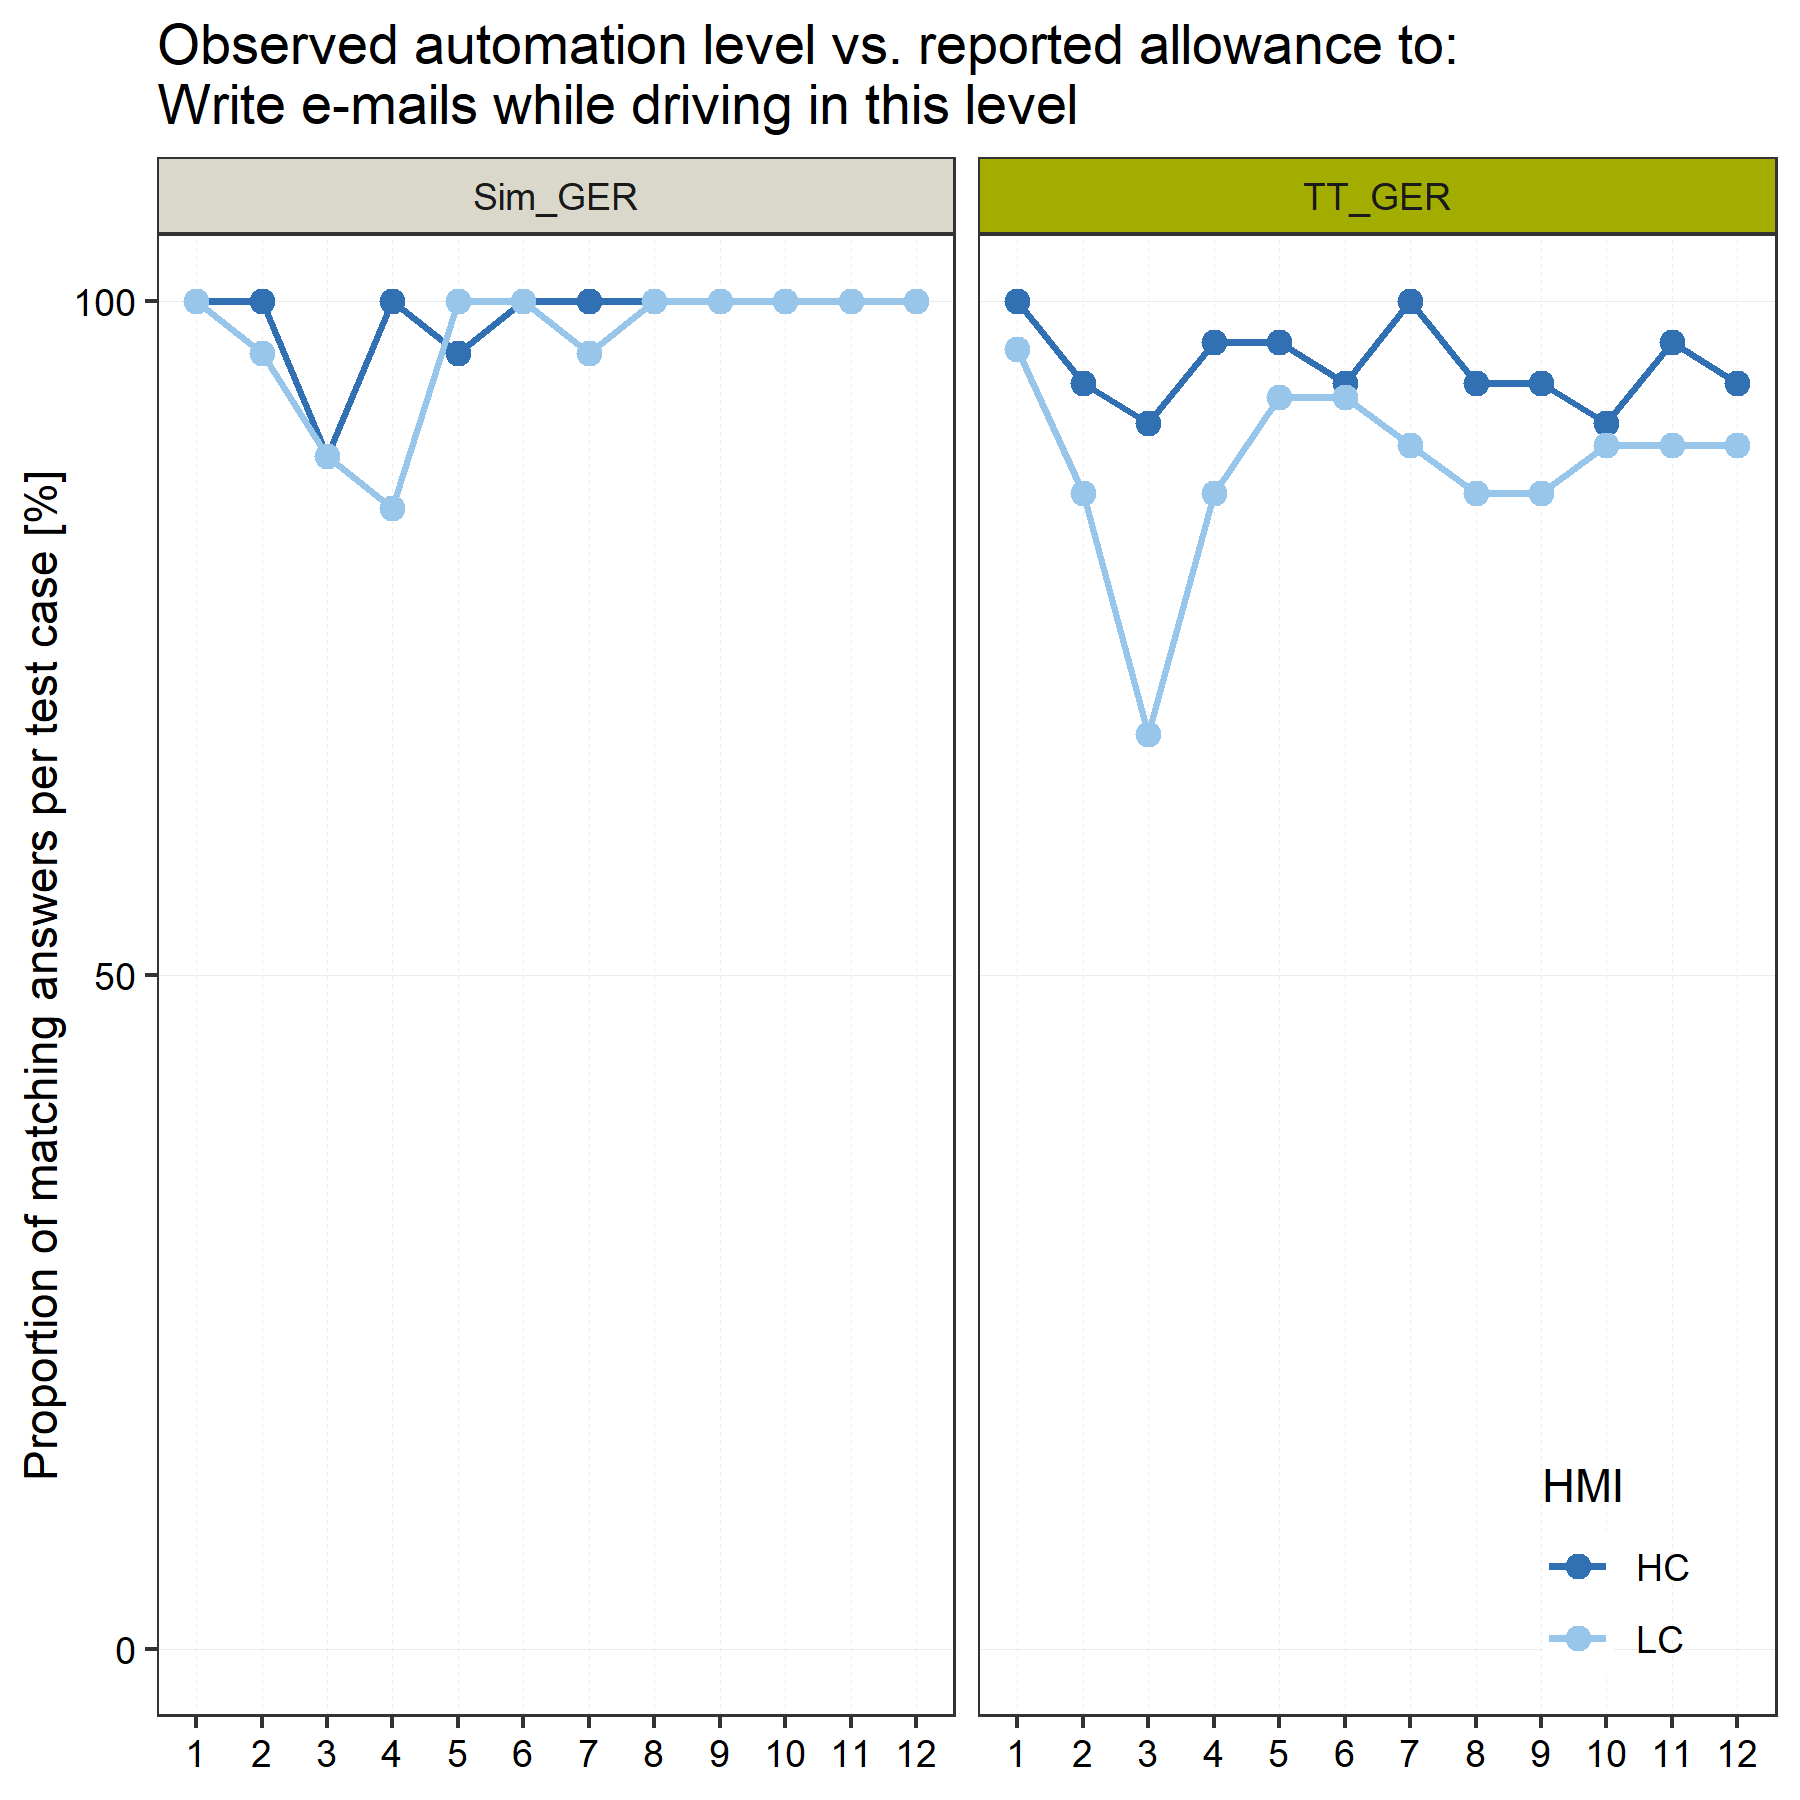 Observed automation level vs. reported allowance to:
Write e-mails while driving in this level
Sim_GER
TT_GER
Proportion of matching answers per test case [%]
100
50
0
HMI
HC
LC
1 2 3 4 5 6 7 8 9 10 11 12
1 2 3 4 5 6 7 8 9 10 11 12